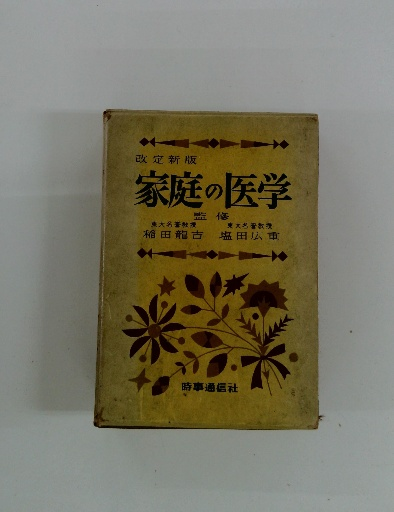 改定新版
家庭の医学
監修
東大名誉教授 東大名誉教授
稲田龍吉 塩田広重
時事通信社